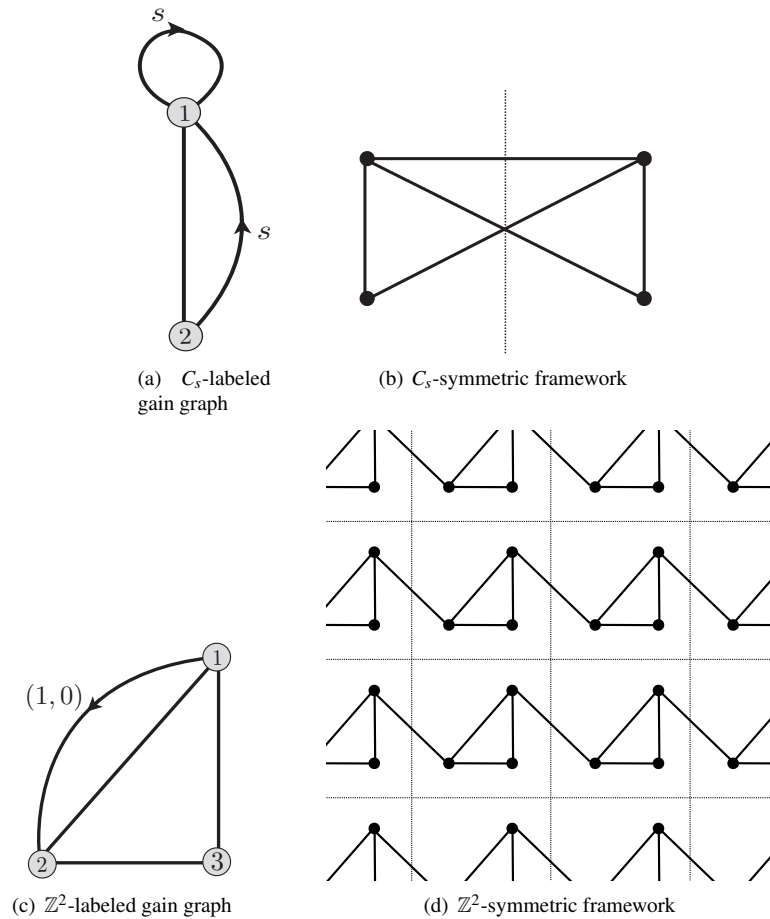 s
1
s
2
(a) C_s-labeled
gain graph
(b) C_s-symmetric framework
1
(1, 0)
2
3
(c) ℤ²-labeled gain graph
(d) ℤ²-symmetric framework